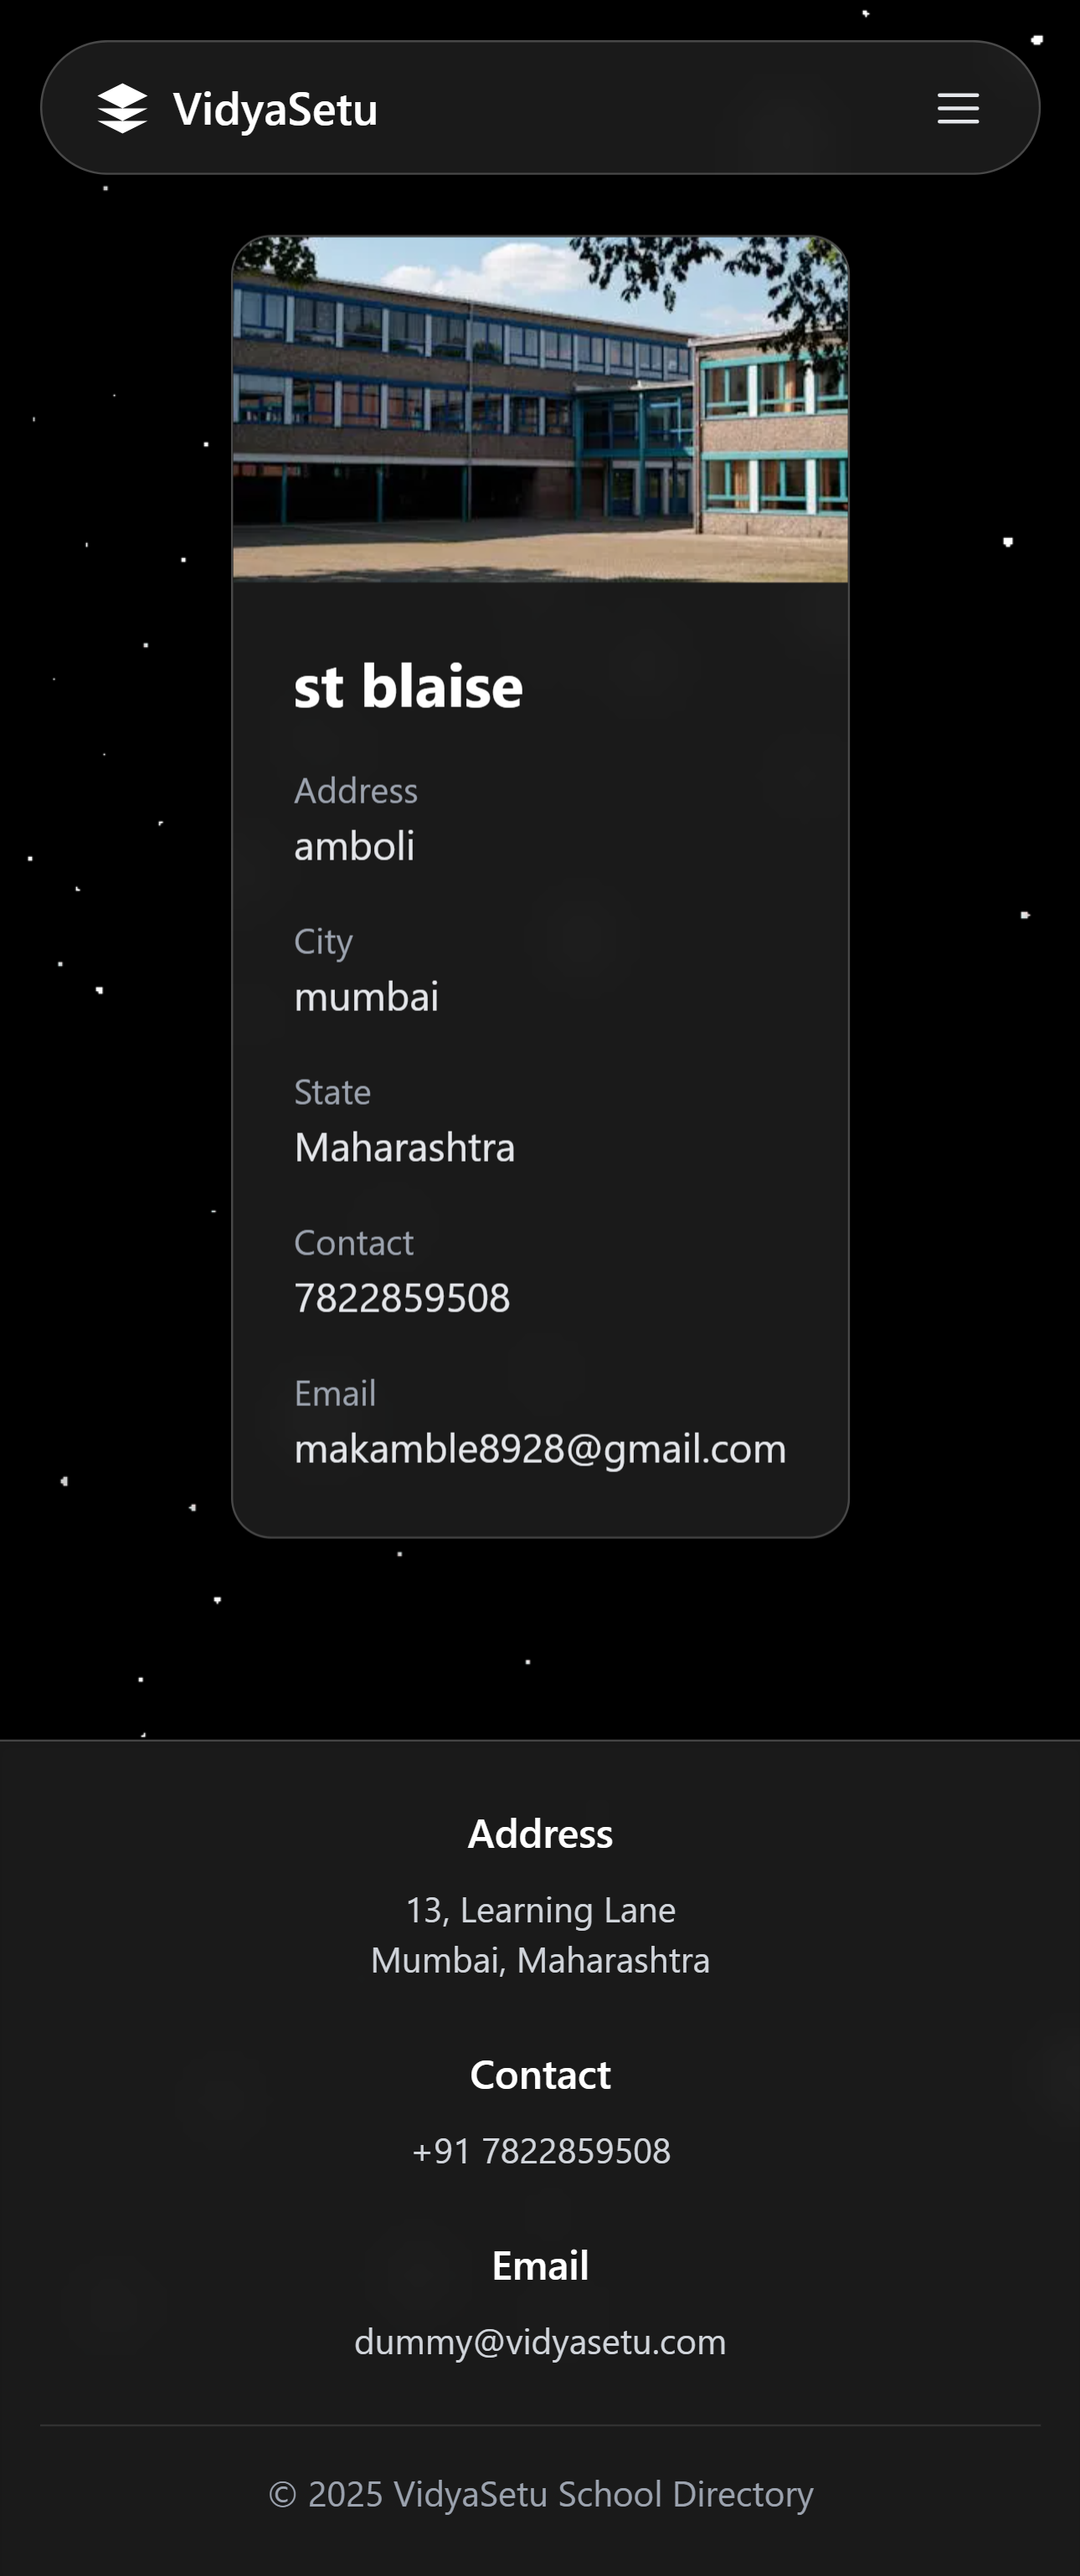 VidyaSetu
st blaise
Address
amboli
City
mumbai
State
Maharashtra
Contact
7822859508
Email
makamble8928@gmail.com
Address
13, Learning Lane
Mumbai, Maharashtra
Contact
+91 7822859508
Email
dummy@vidyasetu.com
© 2025 VidyaSetu School Directory